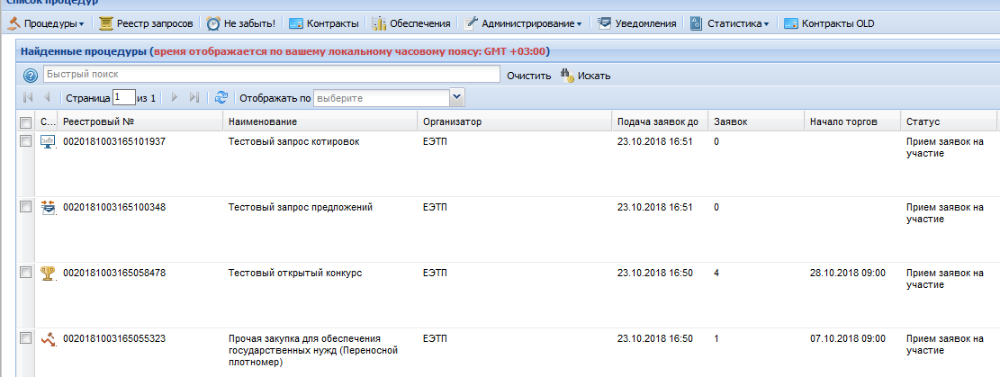 Список процедур
Процедуры Реестр запросов Не забыть! Контракты Обеспечения Администрирование Уведомления Статистика Контракты OLD
Найденные процедуры (время отображается по вашему локальному часовому поясу: GMT +03:00)
Быстрый поиск Очистить Искать
Страница 1 из 1 Отображать по выберите
С... Реестровый № Наименование Организатор Подача заявок до Заявок Начало торгов Статус
0020181003165101937 Тестовый запрос котировок ЕЭТП 23.10.2018 16:51 0 Прием заявок на
участие
0020181003165100348 Тестовый запрос предложений ЕЭТП 23.10.2018 16:51 0 Прием заявок на
участие
0020181003165058478 Тестовый открытый конкурс ЕЭТП 23.10.2018 16:50 4 28.10.2018 09:00 Прием заявок на
участие
0020181003165055323 Прочая закупка для обеспечения ЕЭТП 23.10.2018 16:50 1 07.10.2018 09:00 Прием заявок на
государственных нужд (Переносной участие
плотномер)